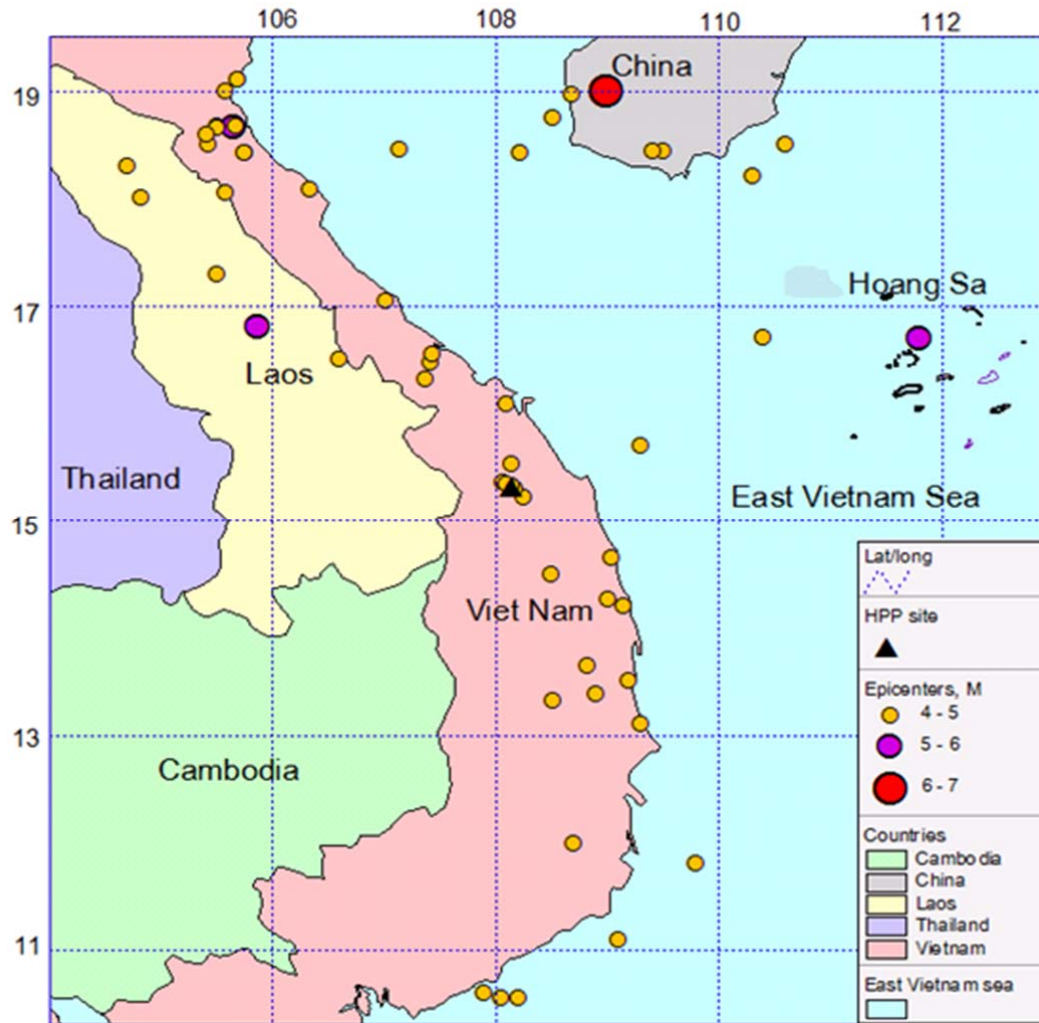 106 108 110 112
19
China
17
Hoang Sa
Laos
Thailand
East Vietnam Sea
15
Viet Nam
13
Cambodia
11
Lat/long
HPP site
Epicenters, M
4 - 5
5 - 6
6 - 7
Countries
Cambodia
China
Laos
Thailand
Vietnam
East Vietnam sea